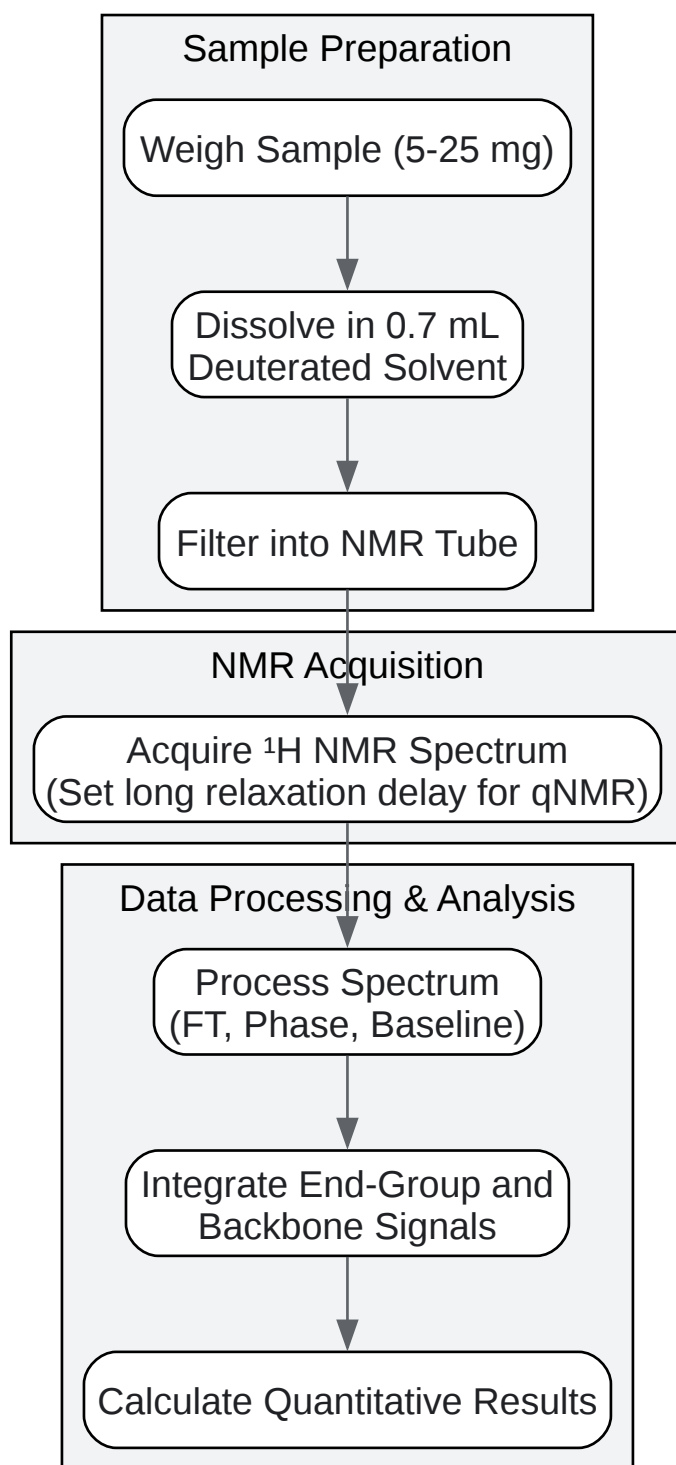 Sample Preparation
Weigh Sample (5-25 mg)
Dissolve in 0.7 mL
Deuterated Solvent
Filter into NMR Tube
NMR Acquisition
Acquire ¹H NMR Spectrum
(Set long relaxation delay for qNMR)
Data Processing & Analysis
Process Spectrum
(FT, Phase, Baseline)
Integrate End-Group and
Backbone Signals
Calculate Quantitative Results